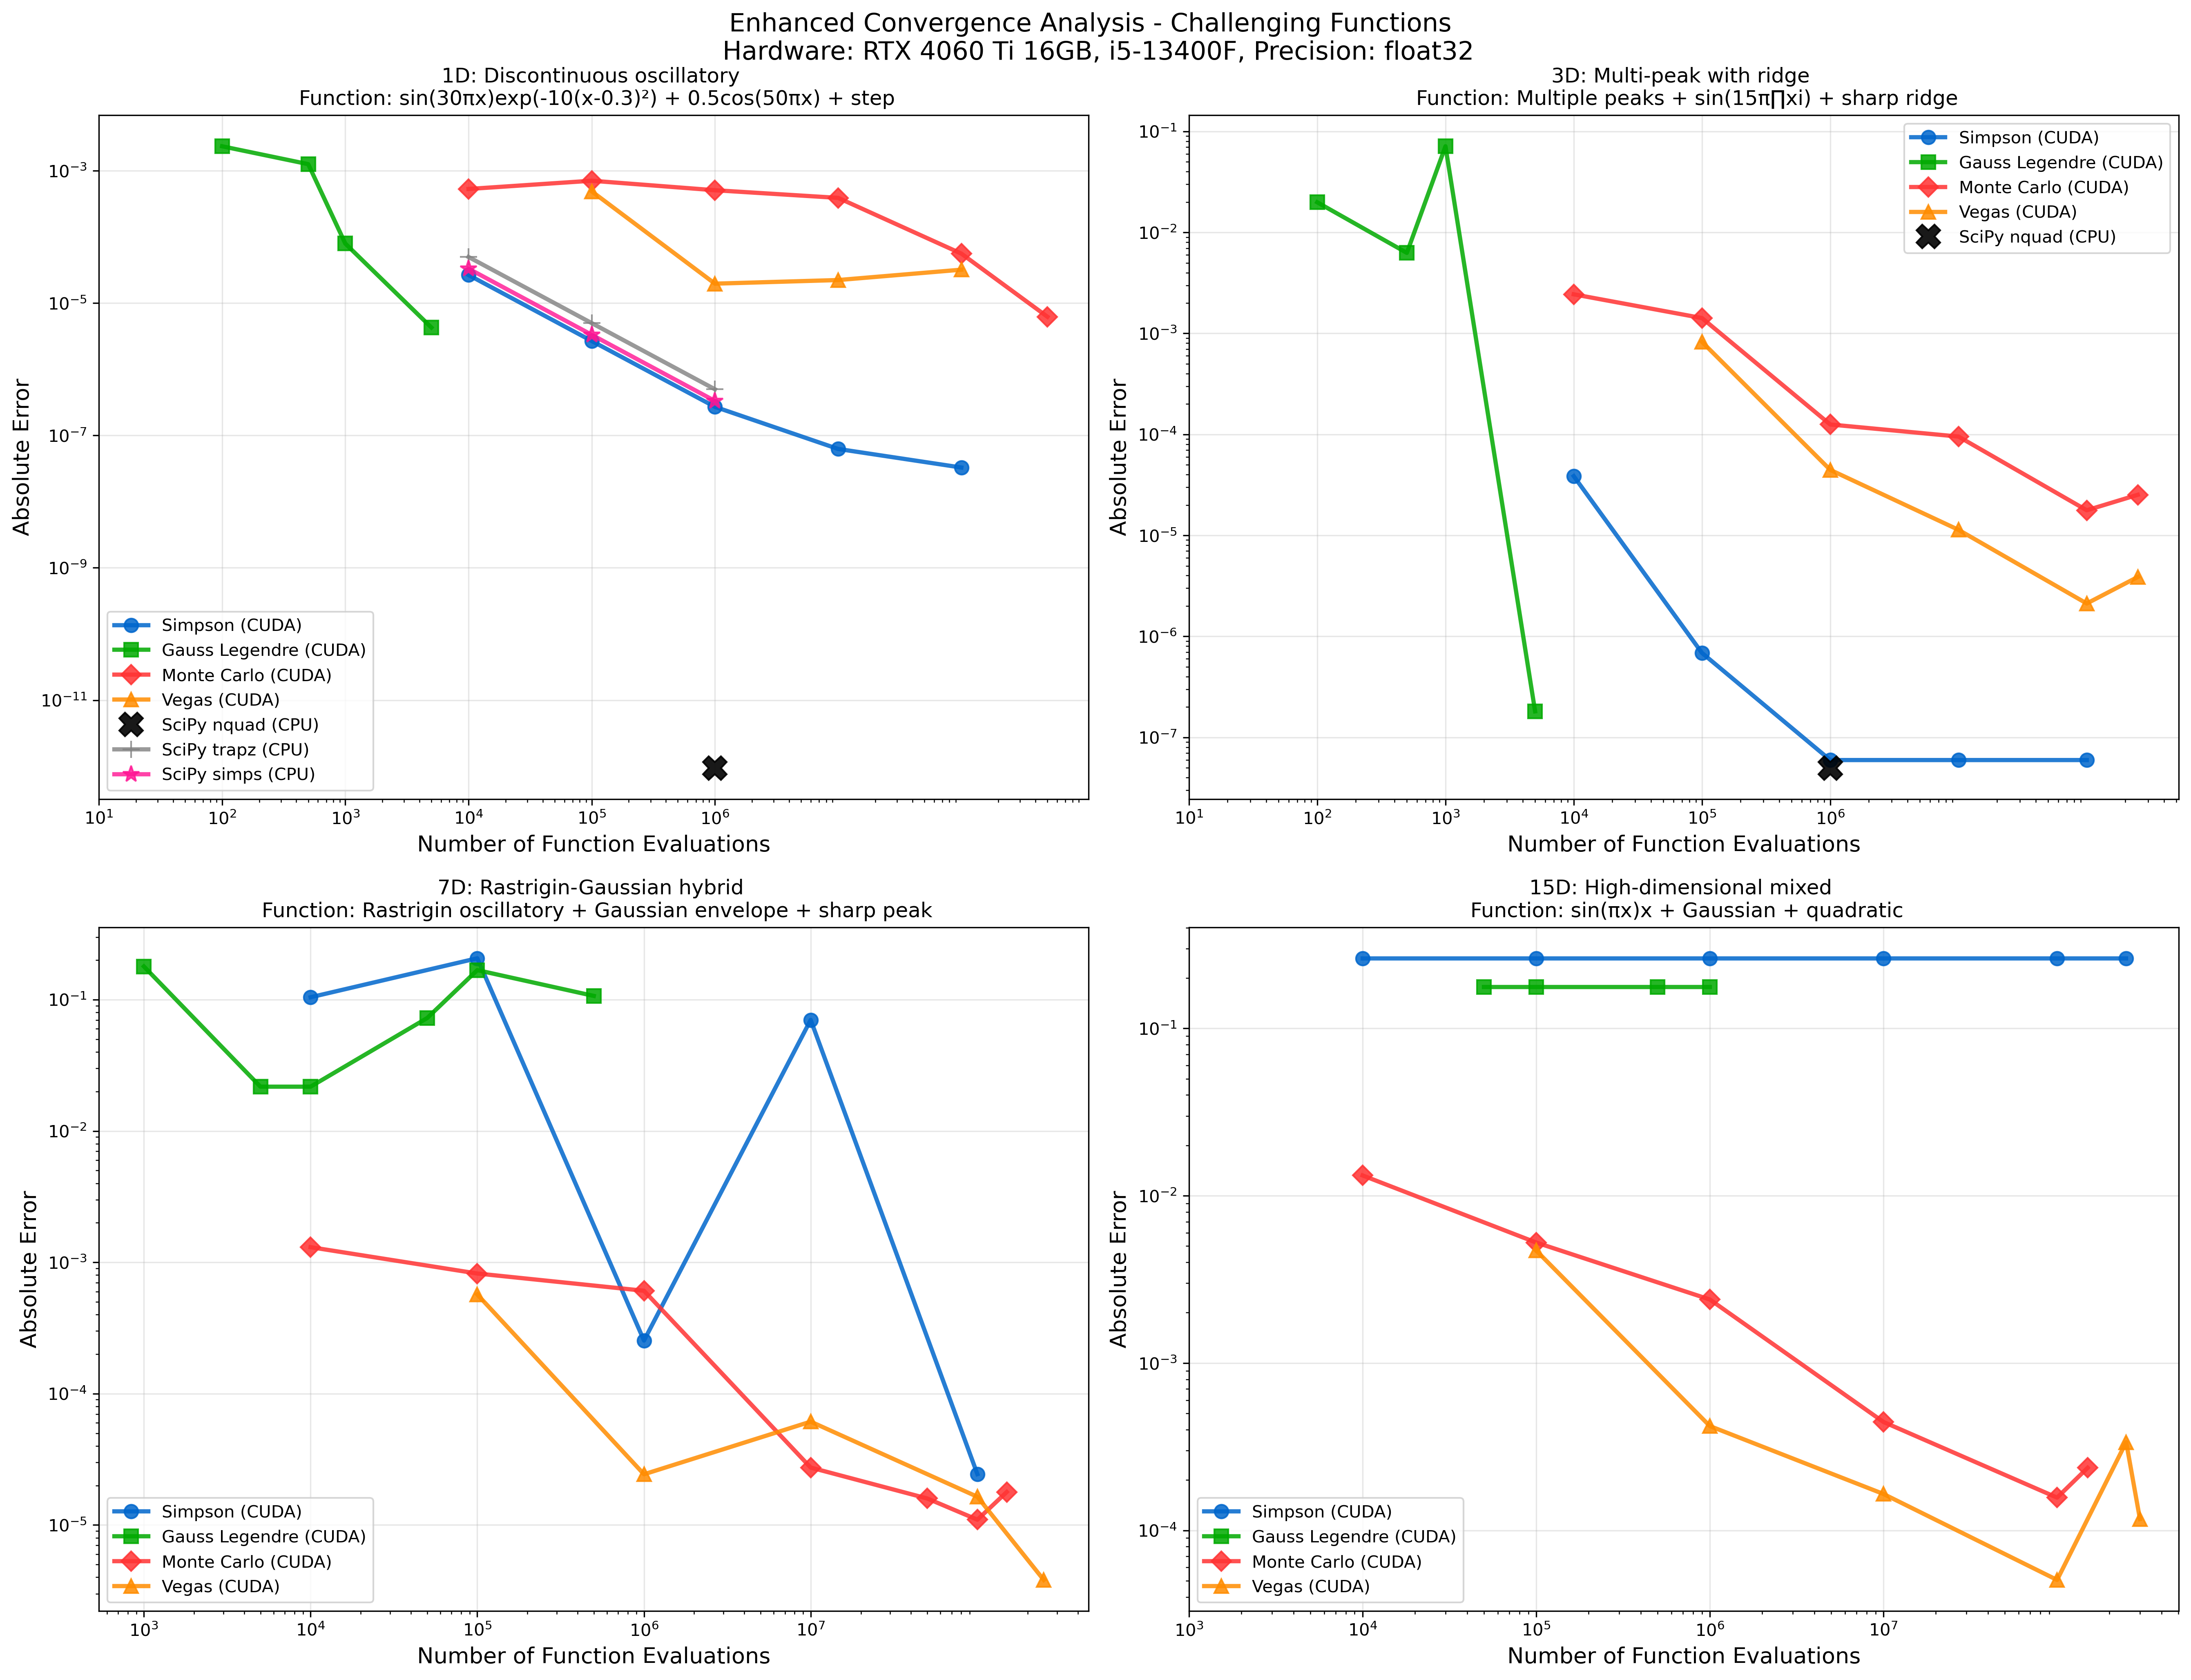 Enhanced Convergence Analysis - Challenging Functions
Hardware: RTX 4060 Ti 16GB, i5-13400F, Precision: float32
1D: Discontinuous oscillatory
Function: sin(30πx)exp(-10(x-0.3)²) + 0.5cos(50πx) + step
Absolute Error
10⁻³
10⁻⁵
10⁻⁷
10⁻⁹
10⁻¹¹
Simpson (CUDA)
Gauss Legendre (CUDA)
Monte Carlo (CUDA)
Vegas (CUDA)
SciPy nquad (CPU)
SciPy trapz (CPU)
SciPy simps (CPU)
10¹ 10² 10³ 10⁴ 10⁵ 10⁶
Number of Function Evaluations
3D: Multi-peak with ridge
Function: Multiple peaks + sin(15π∏xi) + sharp ridge
Absolute Error
10⁻¹
10⁻²
10⁻³
10⁻⁴
10⁻⁵
10⁻⁶
10⁻⁷
Simpson (CUDA)
Gauss Legendre (CUDA)
Monte Carlo (CUDA)
Vegas (CUDA)
SciPy nquad (CPU)
10¹ 10² 10³ 10⁴ 10⁵ 10⁶
Number of Function Evaluations
7D: Rastrigin-Gaussian hybrid
Function: Rastrigin oscillatory + Gaussian envelope + sharp peak
Absolute Error
10⁻¹
10⁻²
10⁻³
10⁻⁴
10⁻⁵
Simpson (CUDA)
Gauss Legendre (CUDA)
Monte Carlo (CUDA)
Vegas (CUDA)
10³ 10⁴ 10⁵ 10⁶ 10⁷
Number of Function Evaluations
15D: High-dimensional mixed
Function: sin(πx)x + Gaussian + quadratic
Absolute Error
10⁻¹
10⁻²
10⁻³
10⁻⁴
Simpson (CUDA)
Gauss Legendre (CUDA)
Monte Carlo (CUDA)
Vegas (CUDA)
10³ 10⁴ 10⁵ 10⁶ 10⁷
Number of Function Evaluations